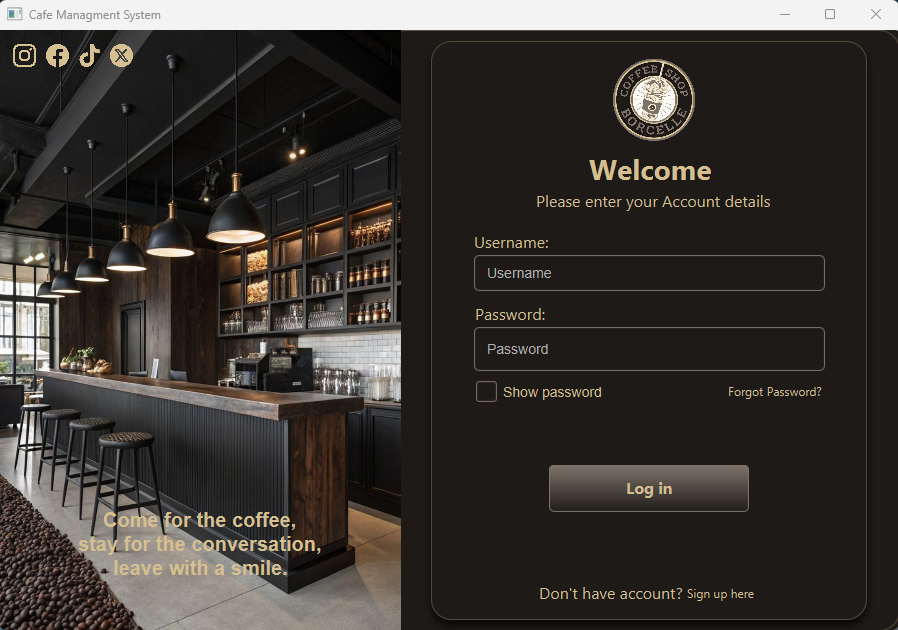 Cafe Managment System
Come for the coffee,
stay for the conversation,
leave with a smile.
COFFEE SHOP
BORCELLE
Welcome
Please enter your Account details
Username:
Username
Password:
Password
Show password
Forgot Password?
Log in
Don't have account? Sign up here